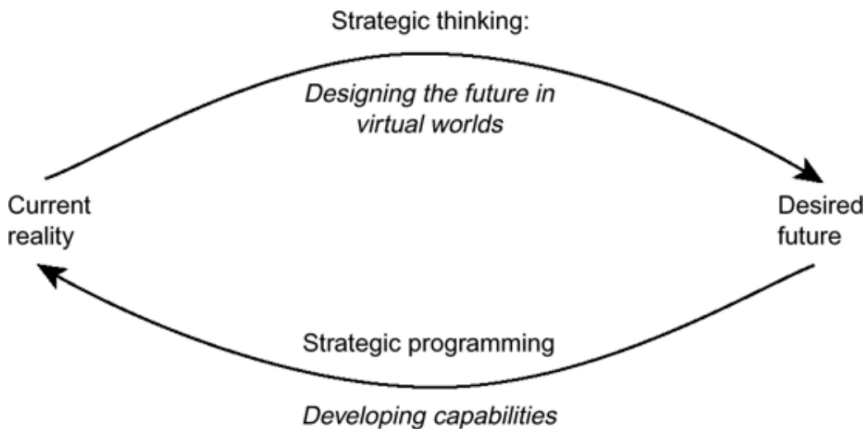 Strategic thinking:
Designing the future in
virtual worlds
Current
reality
Desired
future
Strategic programming
Developing capabilities